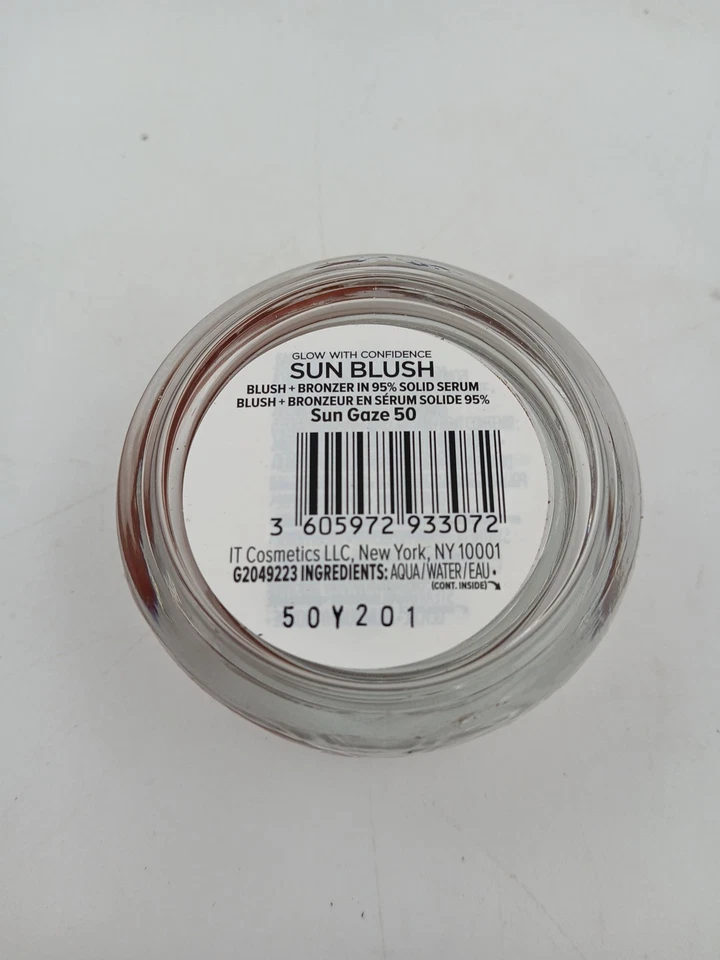 GLOW WITH CONFIDENCE
SUN BLUSH
BLUSH + BRONZER IN 95% SOLID SERUM
BLUSH + BRONZEUR EN SÉRUM SOLIDE 95%
Sun Gaze 50
3 605972 933072
IT Cosmetics LLC, New York, NY 10001
G2049223 INGREDIENTS: AQUA/WATER/EAU •
(CONT. INSIDE)
50Y201